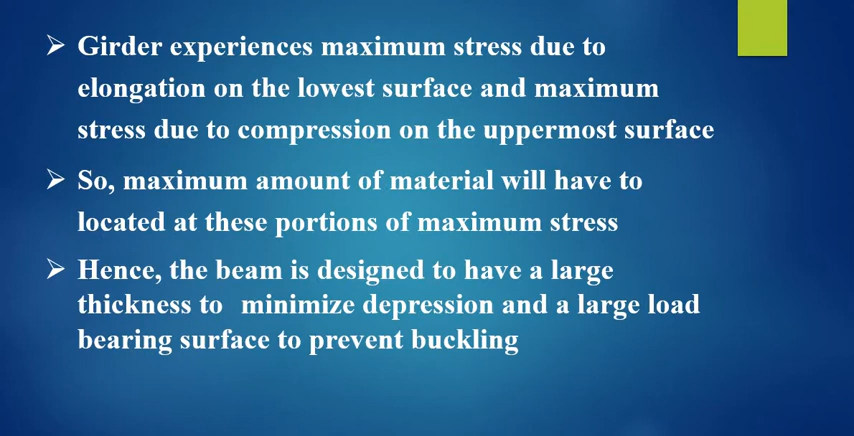 ➢ Girder experiences maximum stress due to
elongation on the lowest surface and maximum
stress due to compression on the uppermost surface
➢ So, maximum amount of material will have to
located at these portions of maximum stress
➢ Hence, the beam is designed to have a large
thickness to minimize depression and a large load
bearing surface to prevent buckling